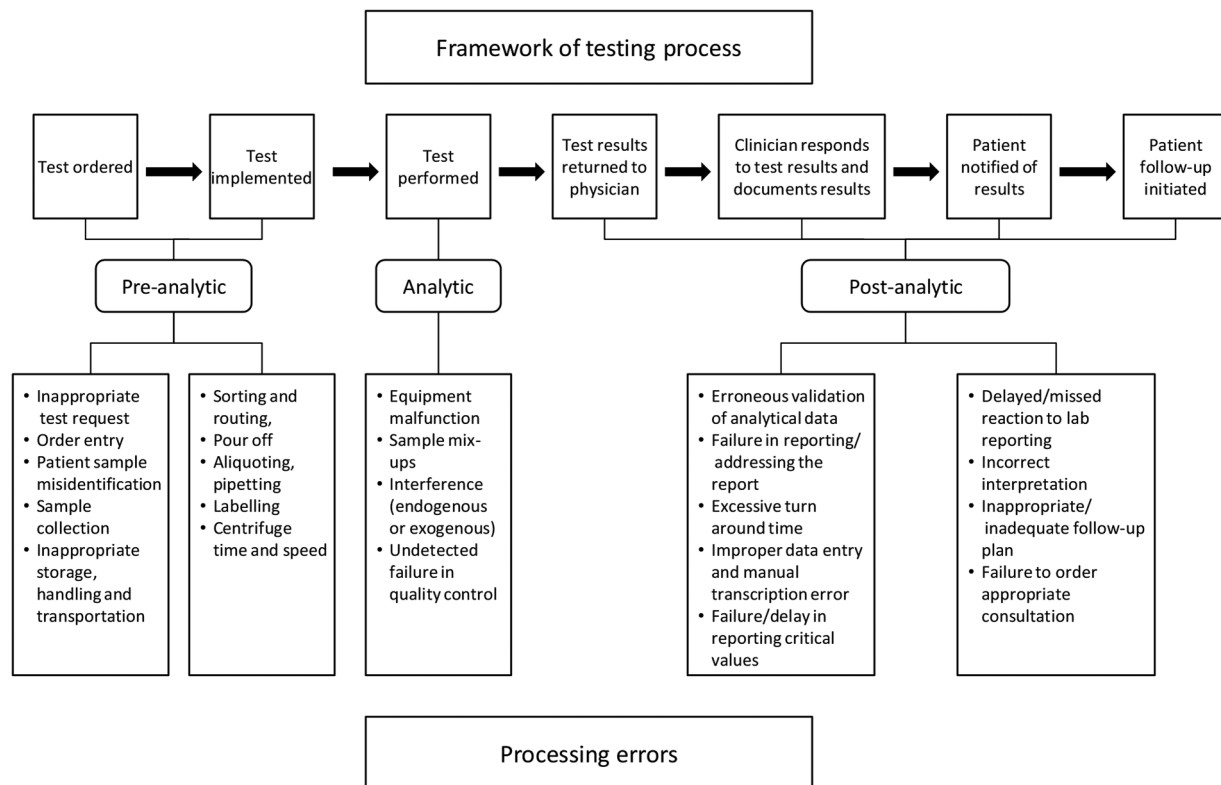 Framework of testing process
Test ordered
Test
implemented
Test
performed
Test results
returned to
physician
Clinician responds
to test results and
documents results
Patient
notified of
results
Patient
follow-up
initiated
Pre-analytic
Analytic
Post-analytic
• Inappropriate
test request
• Order entry
• Patient sample
misidentification
• Sample
collection
• Inappropriate
storage,
handling and
transportation
• Sorting and
routing,
• Pour off
• Aliquoting,
pipetting
• Labelling
• Centrifuge
time and speed
• Equipment
malfunction
• Sample mix-
ups
• Interference
(endogenous
or exogenous)
• Undetected
failure in
quality control
• Erroneous validation
of analytical data
• Failure in reporting/
addressing the
report
• Excessive turn
around time
• Improper data entry
and manual
transcription error
• Failure/delay in
reporting critical
values
• Delayed/missed
reaction to lab
reporting
• Incorrect
interpretation
• Inappropriate/
inadequate follow-up
plan
• Failure to order
appropriate
consultation
Processing errors